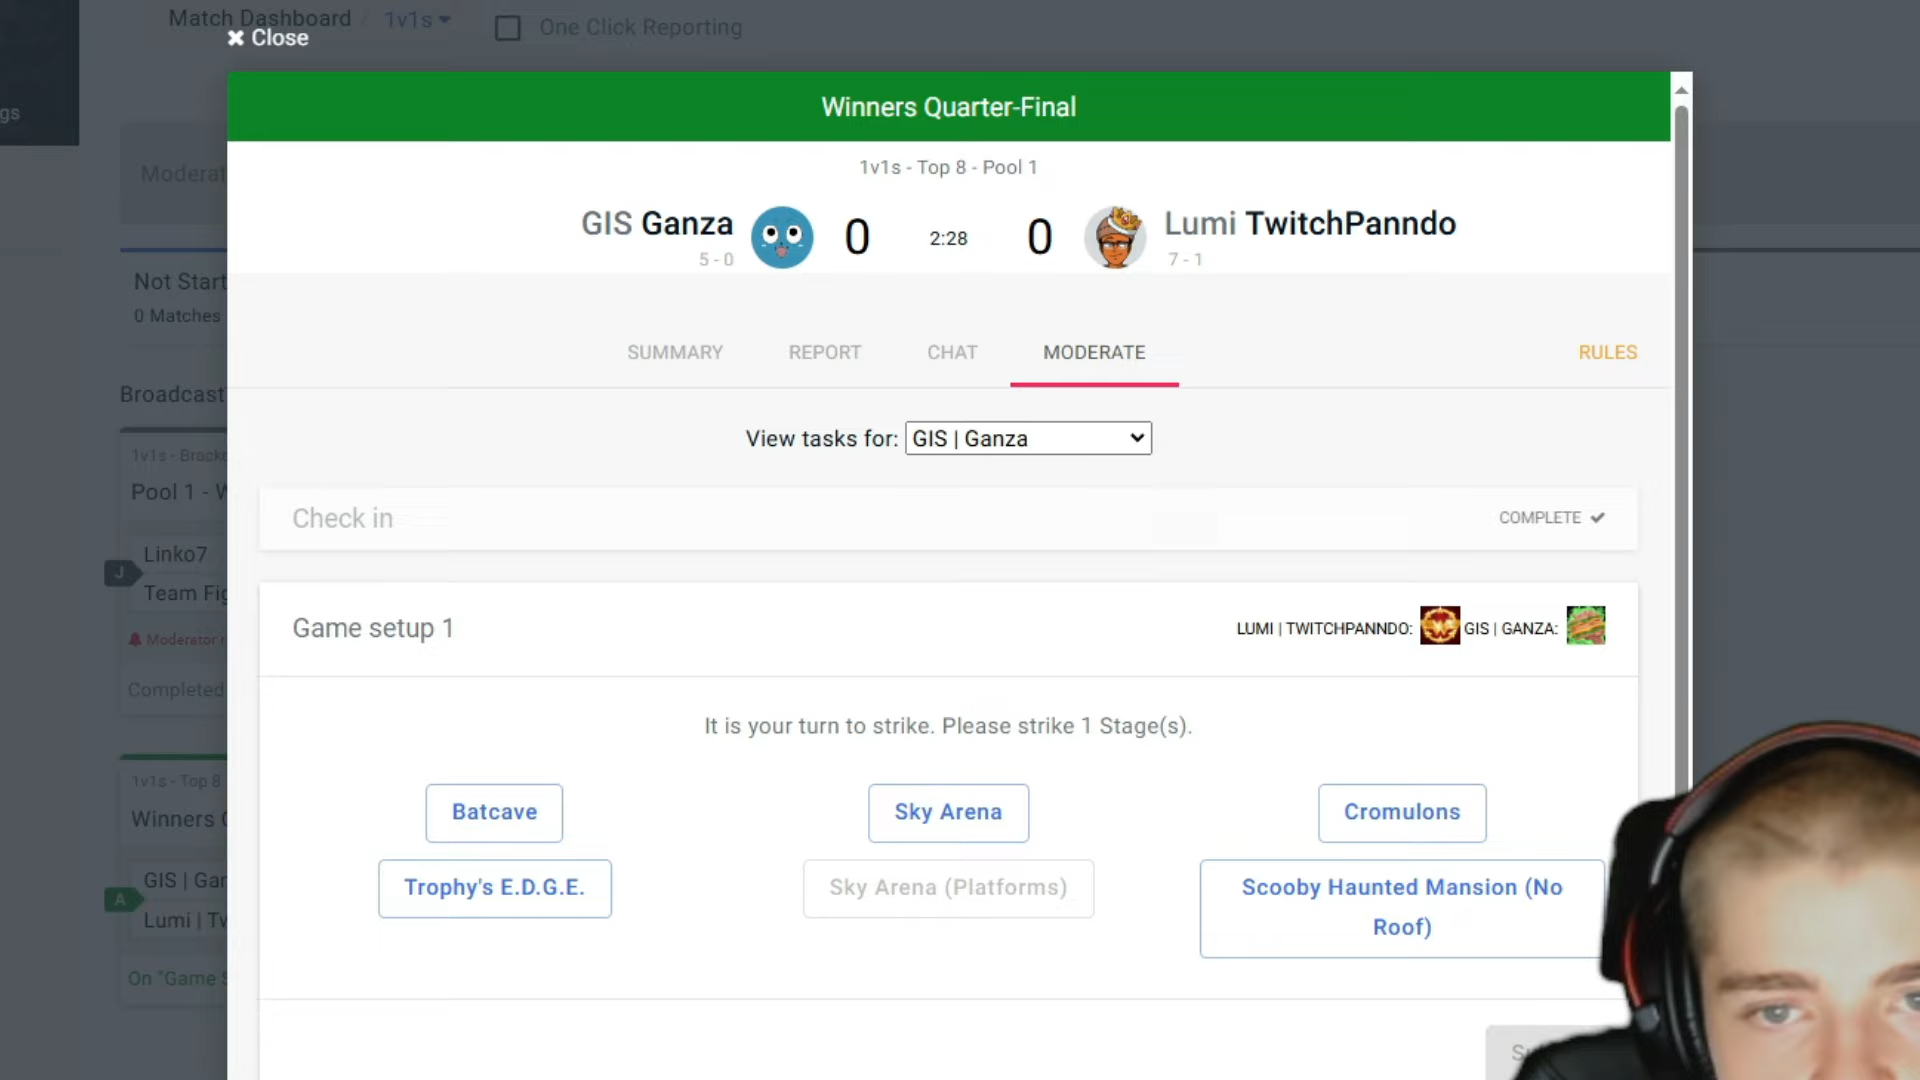 Match Dashboard / 1v1s
One Click Reporting
✖ Close
gs
Winners Quarter-Final
1v1s - Top 8 - Pool 1
GIS Ganza 0 2:28 0 Lumi TwitchPanndo
5 - 0 7 - 1
SUMMARY REPORT CHAT MODERATE RULES
View tasks for: GIS | Ganza
Check in COMPLETE ✔
Game setup 1 LUMI | TWITCHPANNDO: GIS | GANZA:
It is your turn to strike. Please strike 1 Stage(s).
Batcave Sky Arena Cromulons
Trophy's E.D.G.E. Sky Arena (Platforms) Scooby Haunted Mansion (No
Roof)
Moderat
Not Start
0 Matches
Broadcast
1v1s - Brack
Pool 1 - W
J
Linko7
Team Fig
Moderator r
Completed
1v1s - Top 8
Winners
A
GIS | Gan
Lumi | Tw
On "Game S